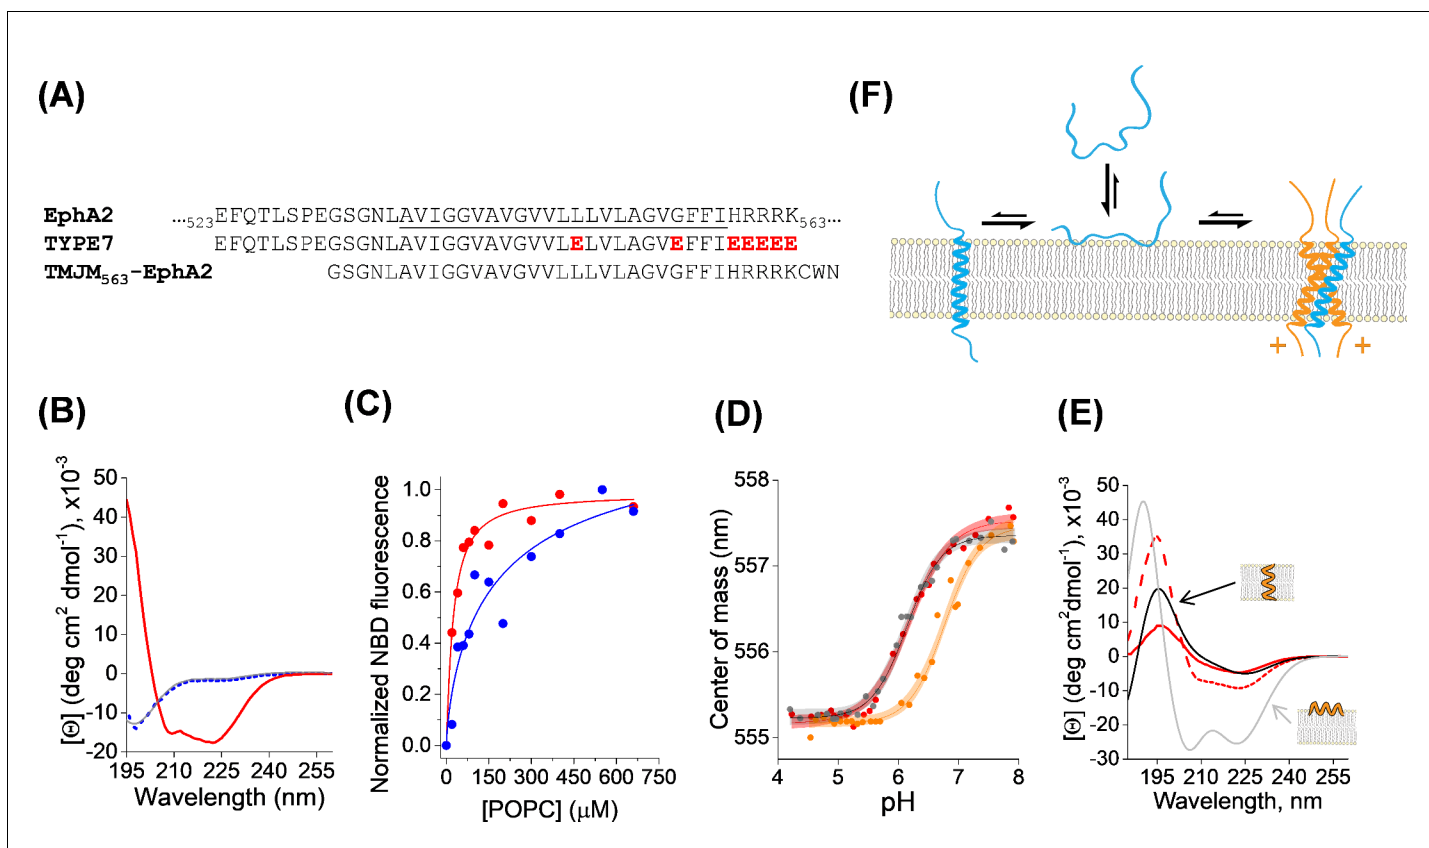 (A)
EphA2 ...523EFQTLSPEGSGNLAVIGGVAVGVVLLLVLAGVGFFIHRRRK563...
TYPE7 EFQTLSPEGSGNLAVIGGVAVGVVLELVLAGVEFFIEEEEE
TMJM563-EphA2 GSGNLAVIGGVAVGVVLLLVLAGVGFFIHRRRKCWN
(F)
+ +
(B)
[Θ] (deg cm2 dmol-1), x10-3
50
40
30
20
10
0
-10
-20
195 210 225 240 255
Wavelength (nm)
(C)
Normalized NBD fluorescence
1.0
0.8
0.6
0.4
0.2
0.0
0 150 300 450 600 750
[POPC] (μM)
(D)
Center of mass (nm)
558
557
556
555
4 5 6 7 8
pH
(E)
[Θ] (deg cm2dmol-1), x10-3
50
40
30
20
10
0
-10
-20
-30
195 210 225 240 255
Wavelength, nm